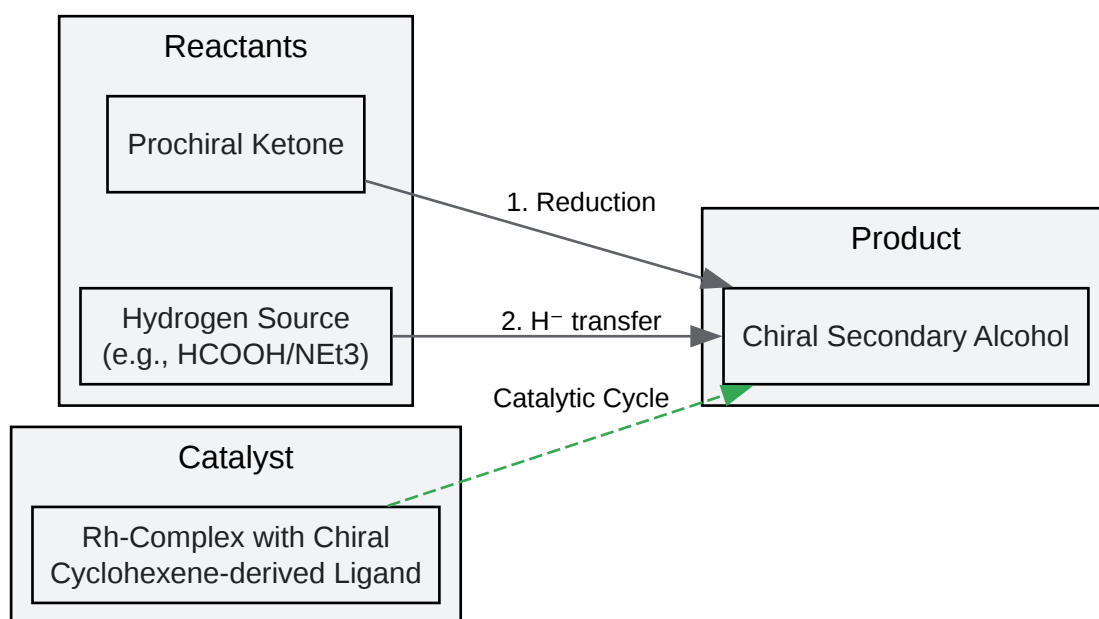 Reactants
Prochiral Ketone
1. Reduction
Product
Hydrogen Source
(e.g., HCOOH/NEt3)
2. H⁻ transfer
Chiral Secondary Alcohol
Catalytic Cycle
Catalyst
Rh-Complex with Chiral
Cyclohexene-derived Ligand